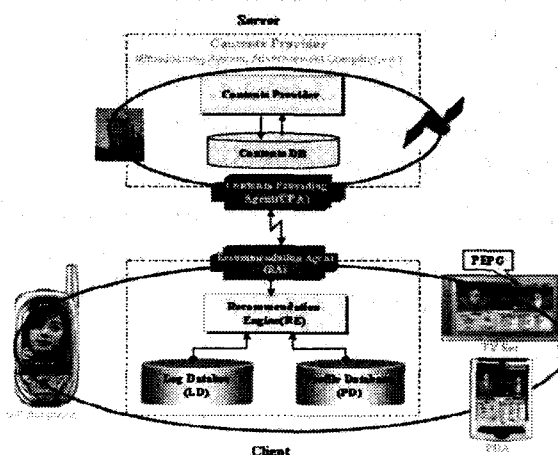 Server
Contents Provider
Contents Provider
Contents DB
Contents Providing
Agent(CPA)
Recommending Agent
(RA)
PEPG
Recommendation
Engine(RE)
TV Set
Log Database
(LD)
Profile Database
(PD)
PDA
Client